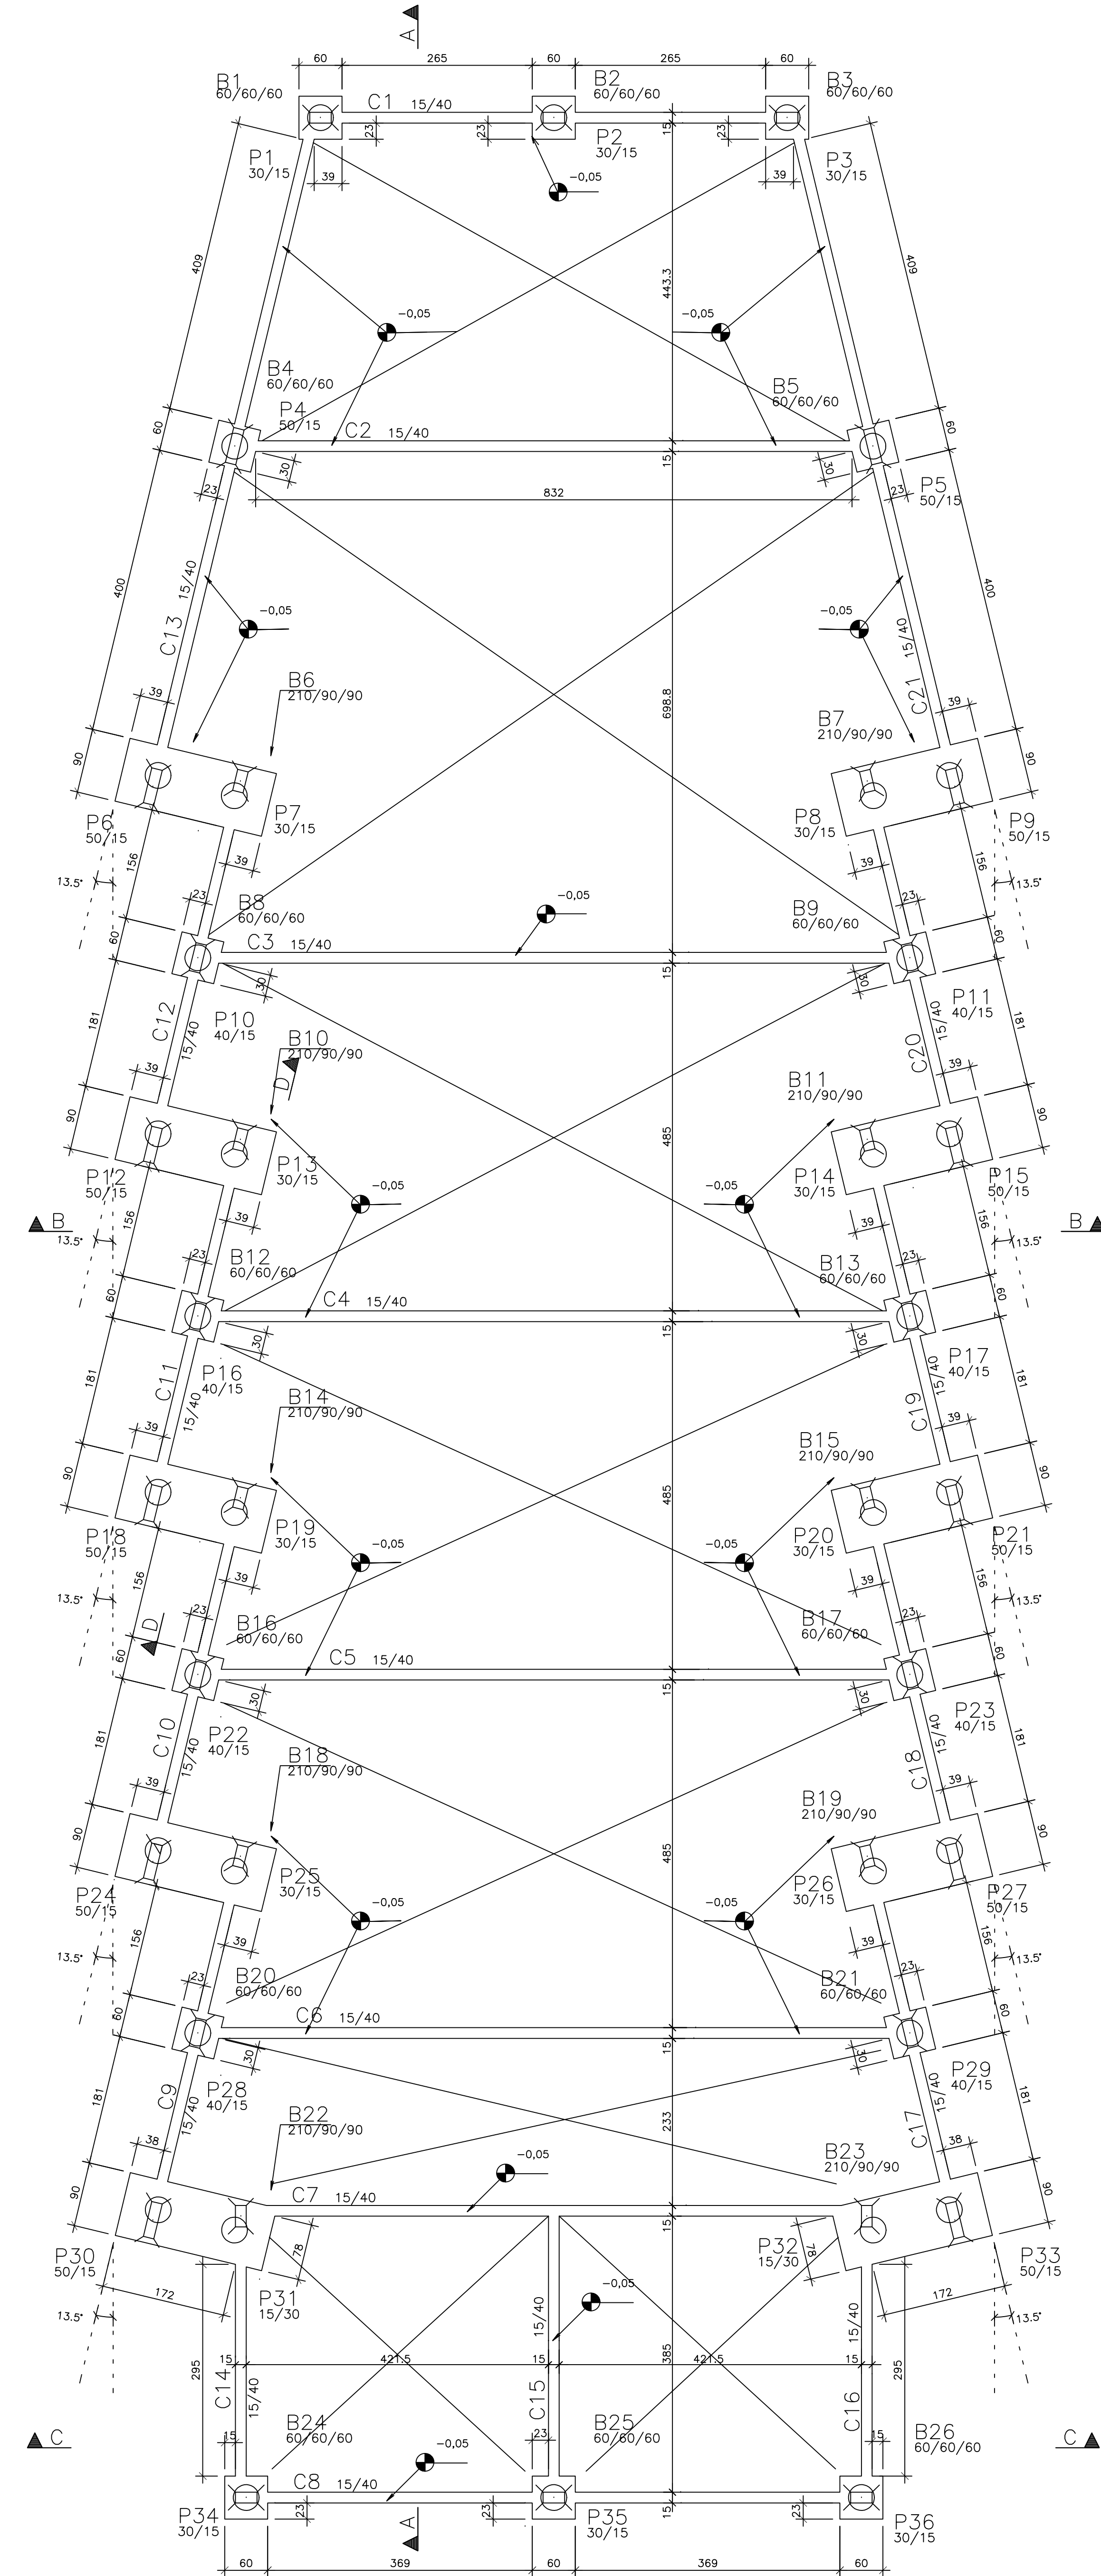 A
60
265
60
265
60
B1
60/60/60
B2
60/60/60
B3
60/60/60
C1 15/40
23
23
23
15
P1
30/15
P2
30/15
P3
30/15
39
39
-0,05
409
443.3
409
-0,05
-0,05
B4
60/60/60
B5
60/60/60
P4
50/15
C2 15/40
60
60
15
30
30
23
832
23
P5
50/15
400
15/40
C13
-0,05
-0,05
15/40
C21
400
39
B6
210/90/90
698.8
B7
210/90/90
39
90
90
P6
50/15
P7
30/15
P8
30/15
P9
50/15
156
39
39
156
13.5°
13.5°
23
B8
60/60/60
-0,05
B9
60/60/60
23
60
C3 15/40
60
15
30
30
181
C12
15/40
P10
40/15
P11
40/15
15/40
C20
181
B10
210/90/90
D
39
B11
210/90/90
39
90
485
90
P12
50/15
P13
30/15
-0,05
-0,05
P14
30/15
P15
50/15
156
156
B
39
39
B
13.5°
13.5°
23
B12
60/60/60
B13
60/60/60
23
60
C4 15/40
60
15
30
30
181
C11
15/40
P16
40/15
P17
40/15
15/40
C19
181
B14
210/90/90
39
B15
210/90/90
39
90
485
90
P18
50/15
P19
30/15
-0,05
-0,05
P20
30/15
P21
50/15
156
39
39
156
13.5°
13.5°
D
23
B16
60/60/60
B17
60/60/60
23
60
C5 15/40
60
15
30
30
181
C10
15/40
P22
40/15
P23
40/15
15/40
C18
181
B18
210/90/90
39
B19
210/90/90
39
90
485
90
P24
50/15
P25
30/15
-0,05
-0,05
P26
30/15
P27
50/15
156
39
39
156
13.5°
13.5°
23
B20
60/60/60
B21
60/60/60
23
60
C6 15/40
60
15
30
30
181
C9
15/40
P28
40/15
P29
40/15
15/40
C17
181
B22
210/90/90
233
38
38
-0,05
B23
210/90/90
90
C7 15/40
90
15
P30
50/15
78
P32
15/30
78
P33
50/15
172
P31
15/30
172
13.5°
13.5°
-0,05
15/40
15/40
295
15
421.5
15
385
421.5
15
295
C14
15/40
C15
C16
C
15
B24
60/60/60
23
B25
60/60/60
15
B26
60/60/60
C
-0,05
C8 15/40
23
23
15
23
P34
30/15
A
P35
30/15
P36
30/15
60
369
60
369
60